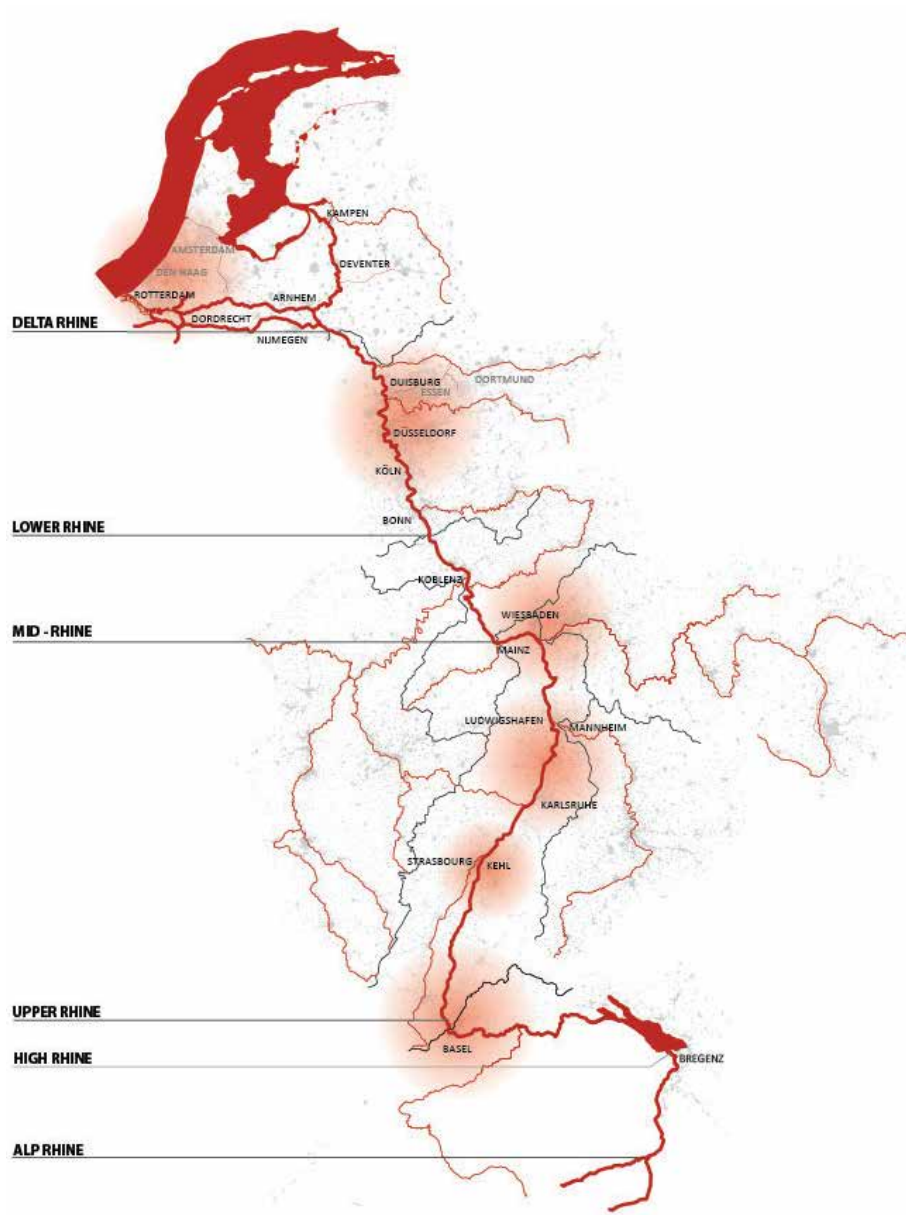 KAMPEN
AMSTERDAM
DEVENTER
DEN HAAG
ROTTERDAM
ARNHEM
DORDRECHT
DELTA RHINE
NIJMEGEN
DUISBURG
DORTMUND
ESSEN
DÜSSELDORF
KÖLN
BONN
LOWER RHINE
KOBLENZ
WIESBADEN
MID - RHINE
MAINZ
LUDWIGSHAFEN
MANNHEIM
KARLSRUHE
STRASBOURG
KEHL
UPPER RHINE
BASEL
HIGH RHINE
BREGENZ
ALP RHINE